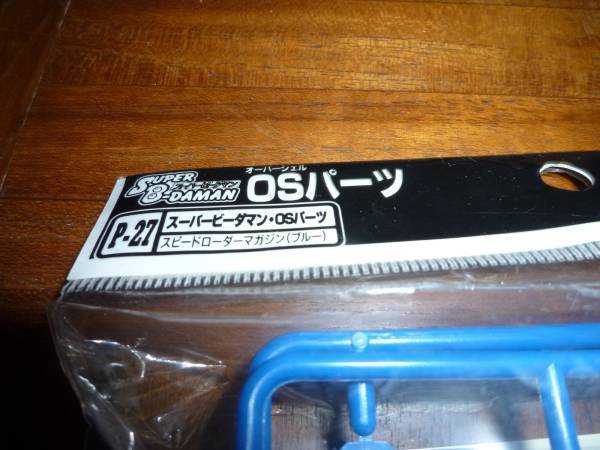 SUPER
B-DAMAN
オーバーシェル
OSパーツ
P-27
スーパービーダマン・OSパーツ
スピードローターマガジン(ブルー)